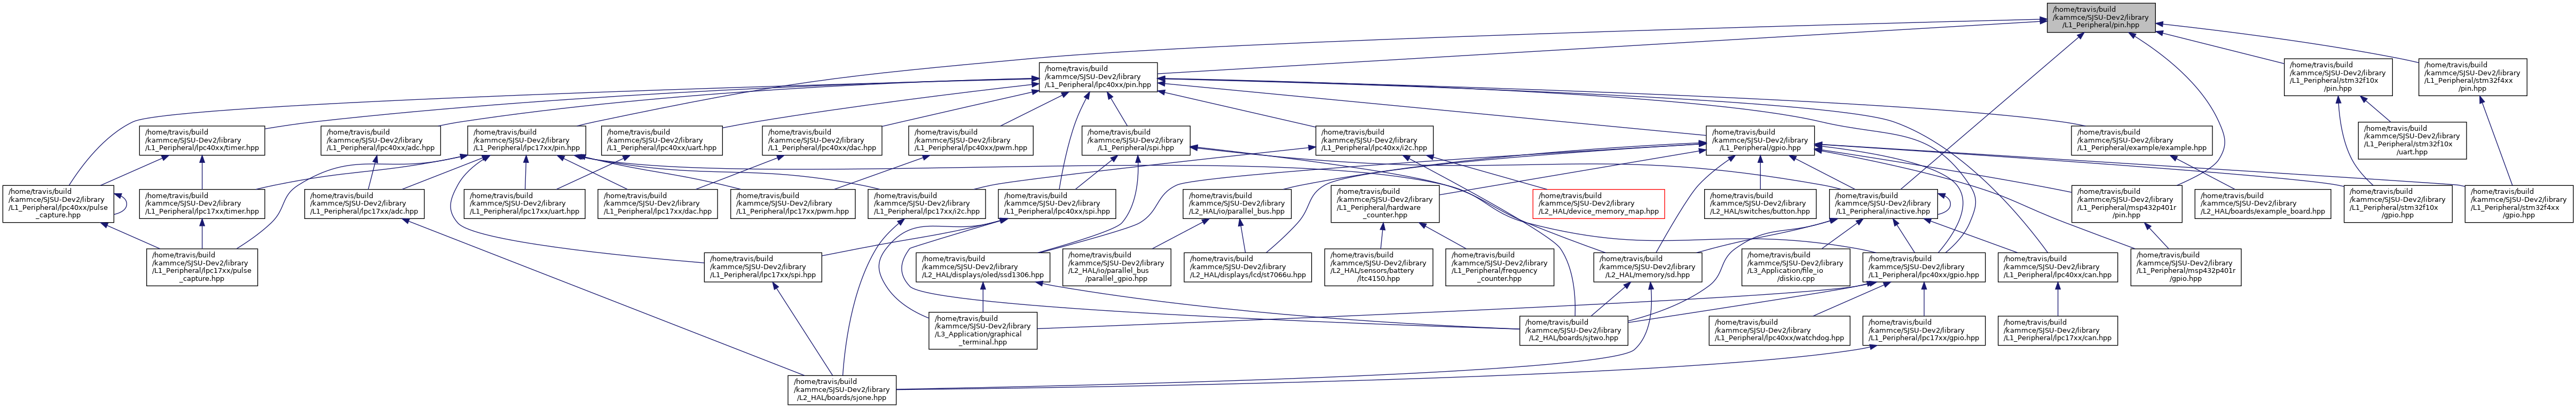 /home/travis/build
/kammce/SJSU-Dev2/library
/L1_Peripheral/pin.hpp
/home/travis/build
/kammce/SJSU-Dev2/library
/L1_Peripheral/lpc40xx/pin.hpp
/home/travis/build
/kammce/SJSU-Dev2/library
/L1_Peripheral/stm32f10x
/pin.hpp
/home/travis/build
/kammce/SJSU-Dev2/library
/L1_Peripheral/stm32f4xx
/pin.hpp
/home/travis/build
/kammce/SJSU-Dev2/library
/L1_Peripheral/lpc40xx/timer.hpp
/home/travis/build
/kammce/SJSU-Dev2/library
/L1_Peripheral/lpc40xx/adc.hpp
/home/travis/build
/kammce/SJSU-Dev2/library
/L1_Peripheral/lpc17xx/pin.hpp
/home/travis/build
/kammce/SJSU-Dev2/library
/L1_Peripheral/lpc40xx/uart.hpp
/home/travis/build
/kammce/SJSU-Dev2/library
/L1_Peripheral/lpc40xx/dac.hpp
/home/travis/build
/kammce/SJSU-Dev2/library
/L1_Peripheral/lpc40xx/pwm.hpp
/home/travis/build
/kammce/SJSU-Dev2/library
/L1_Peripheral/spi.hpp
/home/travis/build
/kammce/SJSU-Dev2/library
/L1_Peripheral/lpc40xx/i2c.hpp
/home/travis/build
/kammce/SJSU-Dev2/library
/L1_Peripheral/gpio.hpp
/home/travis/build
/kammce/SJSU-Dev2/library
/L1_Peripheral/example/example.hpp
/home/travis/build
/kammce/SJSU-Dev2/library
/L1_Peripheral/stm32f10x
/uart.hpp
/home/travis/build
/kammce/SJSU-Dev2/library
/L1_Peripheral/lpc40xx/pulse
_capture.hpp
/home/travis/build
/kammce/SJSU-Dev2/library
/L1_Peripheral/lpc17xx/timer.hpp
/home/travis/build
/kammce/SJSU-Dev2/library
/L1_Peripheral/lpc17xx/adc.hpp
/home/travis/build
/kammce/SJSU-Dev2/library
/L1_Peripheral/lpc17xx/uart.hpp
/home/travis/build
/kammce/SJSU-Dev2/library
/L1_Peripheral/lpc17xx/dac.hpp
/home/travis/build
/kammce/SJSU-Dev2/library
/L1_Peripheral/lpc17xx/pwm.hpp
/home/travis/build
/kammce/SJSU-Dev2/library
/L1_Peripheral/lpc17xx/i2c.hpp
/home/travis/build
/kammce/SJSU-Dev2/library
/L1_Peripheral/lpc40xx/spi.hpp
/home/travis/build
/kammce/SJSU-Dev2/library
/L2_HAL/io/parallel_bus.hpp
/home/travis/build
/kammce/SJSU-Dev2/library
/L1_Peripheral/hardware
_counter.hpp
/home/travis/build
/kammce/SJSU-Dev2/library
/L2_HAL/device_memory_map.hpp
/home/travis/build
/kammce/SJSU-Dev2/library
/L2_HAL/switches/button.hpp
/home/travis/build
/kammce/SJSU-Dev2/library
/L1_Peripheral/inactive.hpp
/home/travis/build
/kammce/SJSU-Dev2/library
/L1_Peripheral/msp432p401r
/pin.hpp
/home/travis/build
/kammce/SJSU-Dev2/library
/L2_HAL/boards/example_board.hpp
/home/travis/build
/kammce/SJSU-Dev2/library
/L1_Peripheral/stm32f10x
/gpio.hpp
/home/travis/build
/kammce/SJSU-Dev2/library
/L1_Peripheral/stm32f4xx
/gpio.hpp
/home/travis/build
/kammce/SJSU-Dev2/library
/L1_Peripheral/lpc17xx/pulse
_capture.hpp
/home/travis/build
/kammce/SJSU-Dev2/library
/L1_Peripheral/lpc17xx/spi.hpp
/home/travis/build
/kammce/SJSU-Dev2/library
/L2_HAL/displays/oled/ssd1306.hpp
/home/travis/build
/kammce/SJSU-Dev2/library
/L2_HAL/io/parallel_bus
/parallel_gpio.hpp
/home/travis/build
/kammce/SJSU-Dev2/library
/L2_HAL/displays/lcd/st7066u.hpp
/home/travis/build
/kammce/SJSU-Dev2/library
/L2_HAL/sensors/battery
/ltc4150.hpp
/home/travis/build
/kammce/SJSU-Dev2/library
/L1_Peripheral/frequency
_counter.hpp
/home/travis/build
/kammce/SJSU-Dev2/library
/L2_HAL/memory/sd.hpp
/home/travis/build
/kammce/SJSU-Dev2/library
/L3_Application/file_io
/diskio.cpp
/home/travis/build
/kammce/SJSU-Dev2/library
/L1_Peripheral/lpc40xx/gpio.hpp
/home/travis/build
/kammce/SJSU-Dev2/library
/L1_Peripheral/lpc40xx/can.hpp
/home/travis/build
/kammce/SJSU-Dev2/library
/L1_Peripheral/msp432p401r
/gpio.hpp
/home/travis/build
/kammce/SJSU-Dev2/library
/L3_Application/graphical
_terminal.hpp
/home/travis/build
/kammce/SJSU-Dev2/library
/L2_HAL/boards/sjtwo.hpp
/home/travis/build
/kammce/SJSU-Dev2/library
/L1_Peripheral/lpc40xx/watchdog.hpp
/home/travis/build
/kammce/SJSU-Dev2/library
/L1_Peripheral/lpc17xx/gpio.hpp
/home/travis/build
/kammce/SJSU-Dev2/library
/L1_Peripheral/lpc17xx/can.hpp
/home/travis/build
/kammce/SJSU-Dev2/library
/L2_HAL/boards/sjone.hpp